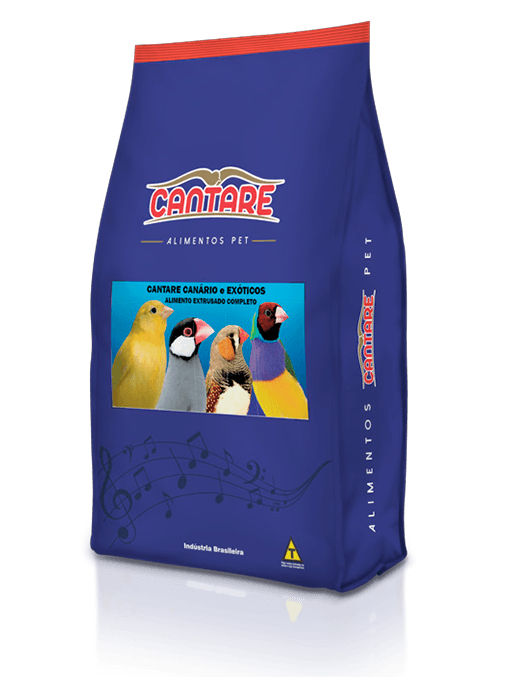 CANTARE
ALIMENTOS PET
CANTARE CANÁRIO e EXÓTICOS
ALIMENTO EXTRUSADO COMPLETO
Indústria Brasileira
T
ALIMENTOS CANTARE PET